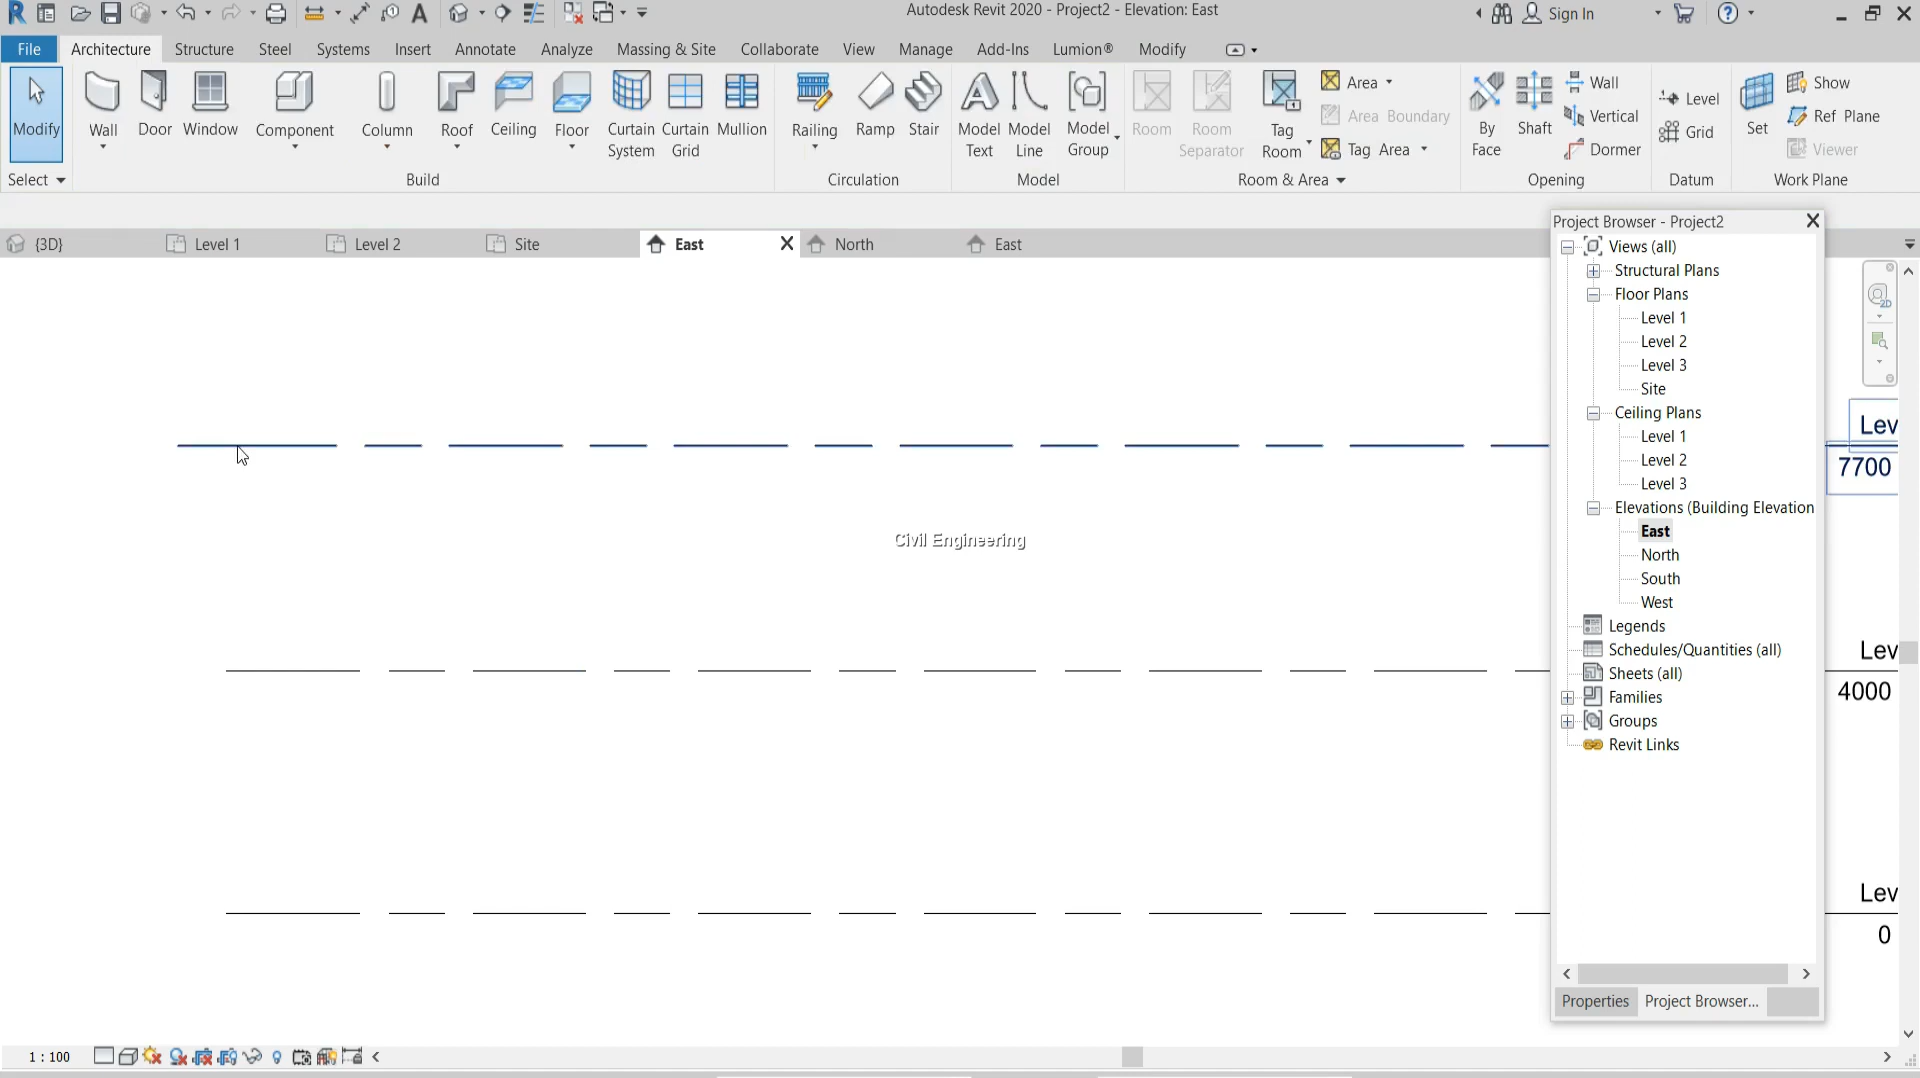 Autodesk Revit 2020 - Project2 - Elevation: East
Sign In
File Architecture Structure Steel Systems Insert Annotate Analyze Massing & Site Collaborate View Manage Add-Ins Lumion® Modify
Modify
Wall
Door
Window
Component
Column
Roof
Ceiling
Floor
Curtain System
Curtain Grid
Mullion
Railing
Ramp
Stair
Model Text
Model Line
Model Group
Room
Room Separator
Tag Room
Area
Area Boundary
Tag Area
By Face
Shaft
Wall
Vertical
Dormer
Level
Grid
Set
Show
Ref Plane
Viewer
Select
Build
Circulation
Model
Room & Area
Opening
Datum
Work Plane
{3D}
Level 1
Level 2
Site
East
North
East
Project Browser - Project2
Views (all)
Structural Plans
Floor Plans
Level 1
Level 2
Level 3
Site
Ceiling Plans
Level 1
Level 2
Level 3
Elevations (Building Elevation
East
North
South
West
Legends
Schedules/Quantities (all)
Sheets (all)
Families
Groups
Revit Links
Properties
Project Browser...
2D
Lev
7700
Civil Engineering
Lev
4000
Lev
0
1 : 100